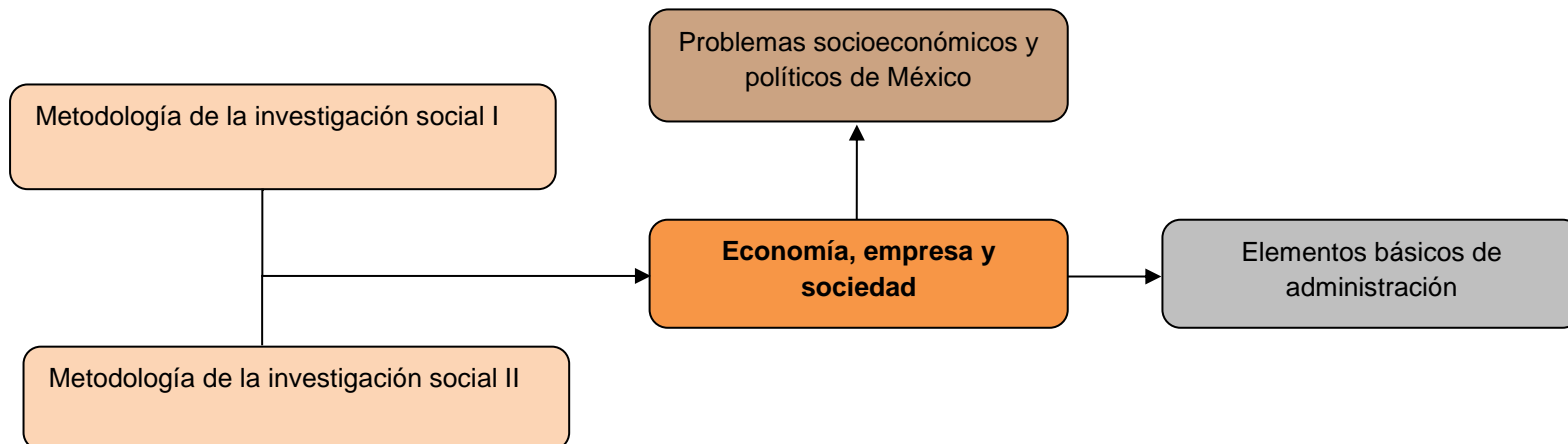 Problemas socioeconómicos y
políticos de México
Metodología de la investigación social I
Economía, empresa y
sociedad
Elementos básicos de
administración
Metodología de la investigación social II